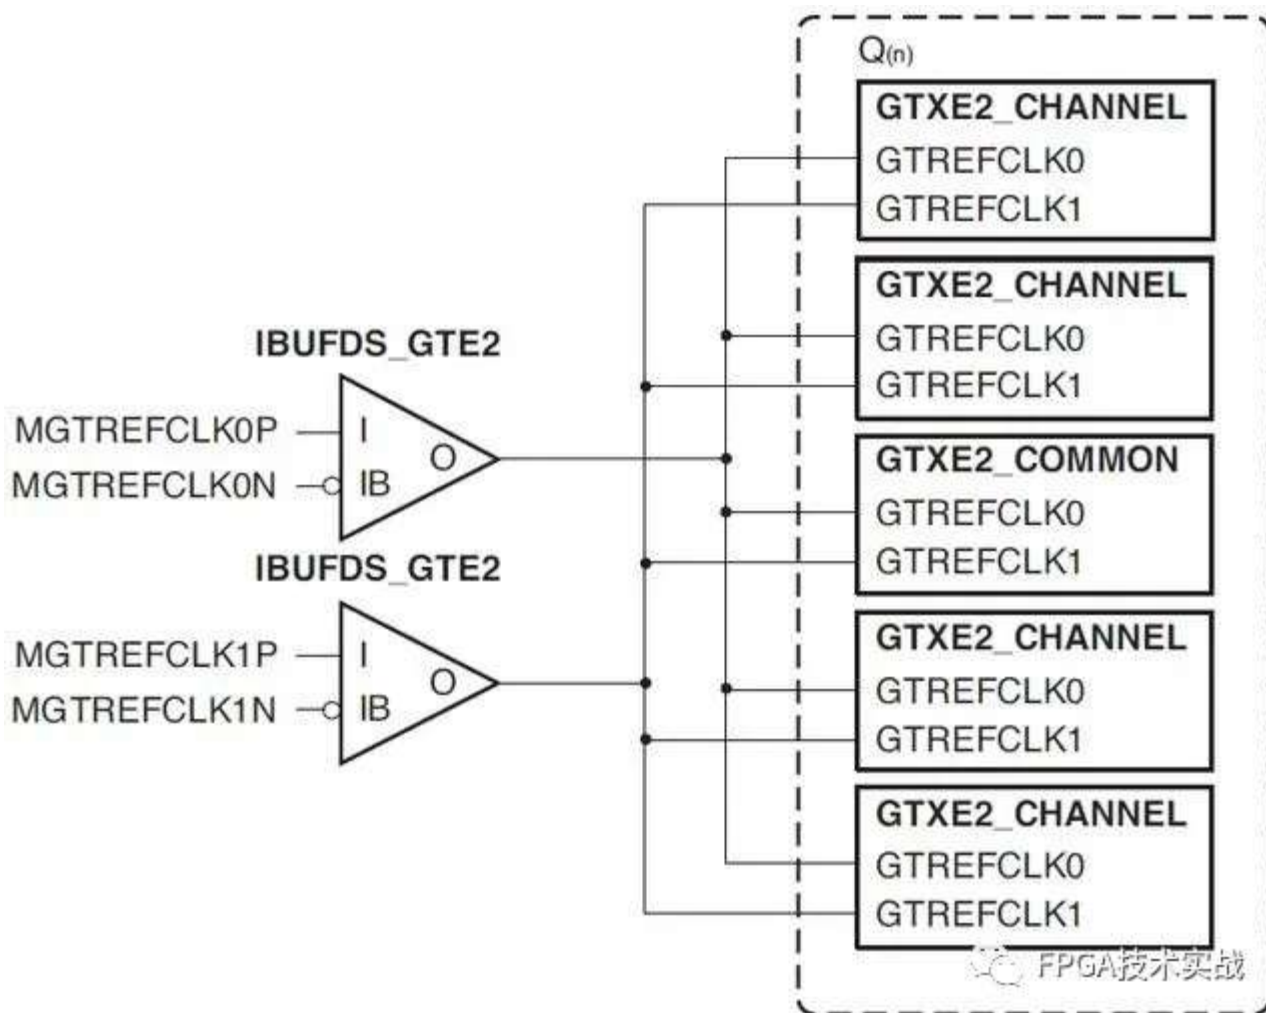 Q(n)
GTXE2_CHANNEL
GTREFCLK0
GTREFCLK1
GTXE2_CHANNEL
GTREFCLK0
GTREFCLK1
IBUFDS_GTE2
MGTREFCLK0P
I
O
MGTREFCLK0N
IB
GTXE2_COMMON
GTREFCLK0
GTREFCLK1
IBUFDS_GTE2
MGTREFCLK1P
I
O
MGTREFCLK1N
IB
GTXE2_CHANNEL
GTREFCLK0
GTREFCLK1
GTXE2_CHANNEL
GTREFCLK0
GTREFCLK1
FPGA技术实战